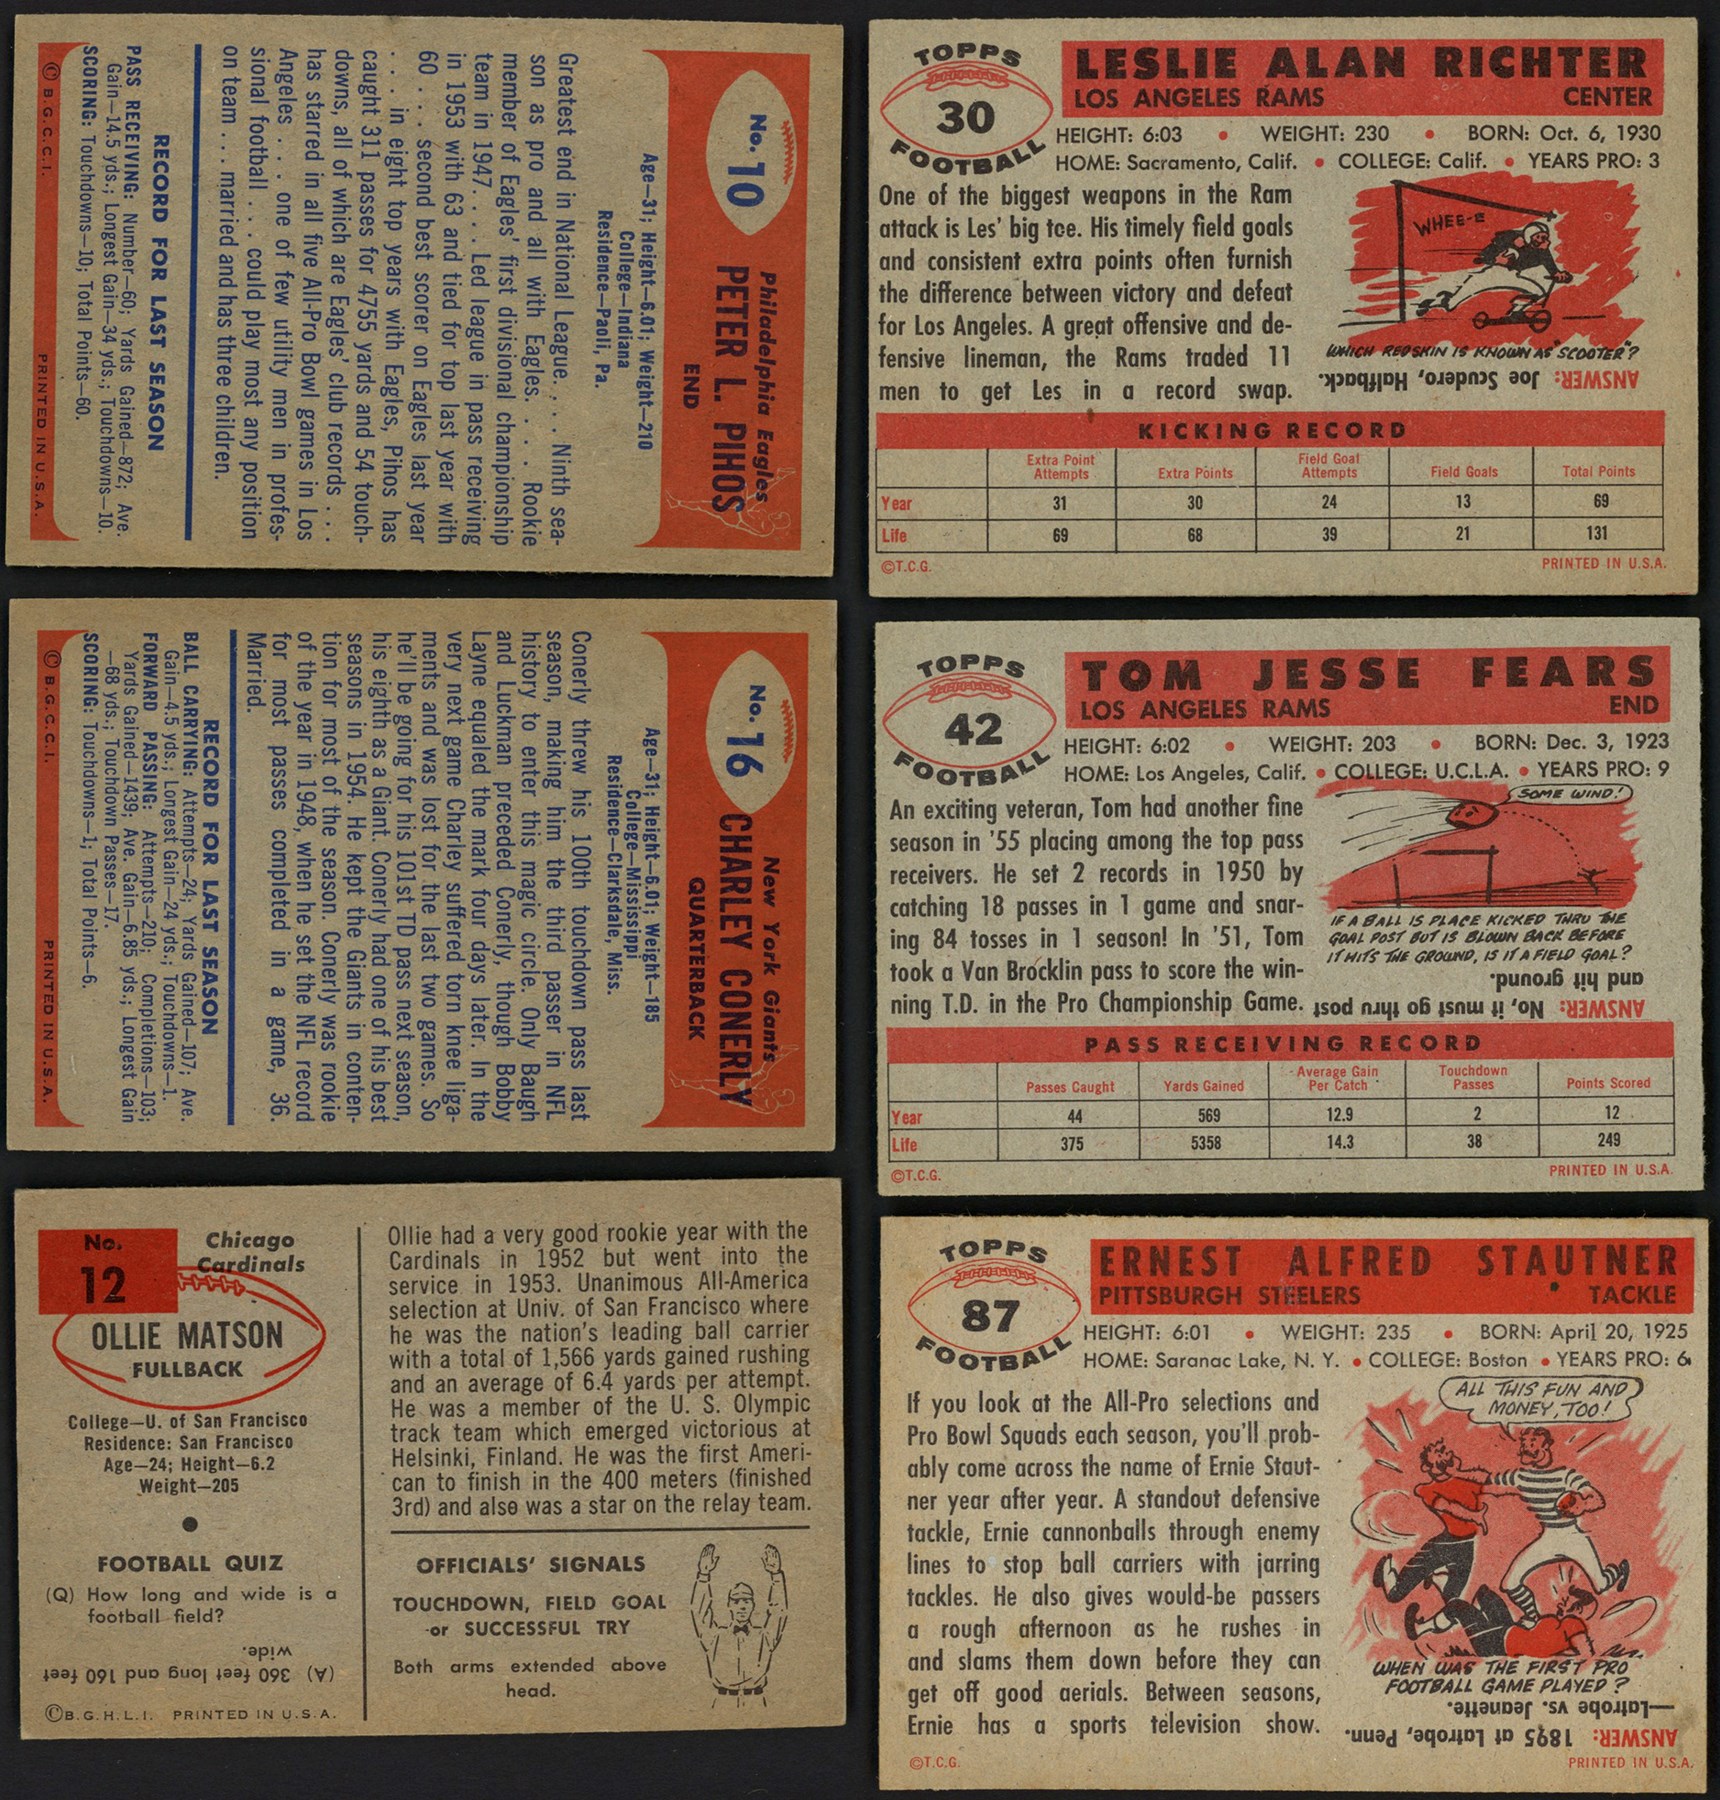 No. 10
Philadelphia Eagles
PETER L. PIHOS
END
Age—31; Height—6.01; Weight—210
College—Indiana
Residence—Paoli, Pa.
Greatest end in National League. . . . Ninth sea-
son as pro and all with Eagles. . . . Rookie
member of Eagles' first divisional championship
team in 1947. . . . Led league in pass receiving
in 1953 with 63 and tied for top last year with
60 . . . second best scorer on Eagles last year
. . . in eight top years with Eagles, Pihos has
caught 311 passes for 4755 yards and 54 touch-
downs, all of which are Eagles' club records . . .
has starred in all five All-Pro Bowl games in Los
Angeles . . . one of few utility men in profes-
sional football . . . could play most any position
on team . . . married and has three children.
RECORD FOR LAST SEASON
PASS RECEIVING: Number—60; Yards Gained—872; Ave.
Gain—14.5 yds.; Longest Gain—34 yds.; Touchdowns—10.
SCORING: Touchdowns—10; Total Points—60.
© B.G.C.C.I. PRINTED IN U.S.A.
No. 16
New York Giants
CHARLEY CONERLY
QUARTERBACK
Age—31; Height—6.01; Weight—185
College—Mississippi
Residence—Clarksdale, Miss.
Conerly threw his 100th touchdown pass last
season, making him the third passer in NFL
history to enter this magic circle. Only Baugh
and Luckman preceded Conerly, though Bobby
Layne equaled the mark four days later. In the
very next game Charley suffered torn knee liga-
ments and was lost for the last two games. So
he'll be going for his 101st TD pass next season,
his eighth as a Giant. Conerly had one of his best
seasons in 1954. He kept the Giants in conten-
tion for most of the season. Conerly was rookie
of the year in 1948, when he set the NFL record
for most passes completed in a game, 36.
Married.
RECORD FOR LAST SEASON
BALL CARRYING: Attempts—24; Yards Gained—107; Ave.
Gain—4.5 yds.; Longest Gain—24 yds.; Touchdowns—1.
FORWARD PASSING: Attempts—210; Completions—103;
Yards Gained—1439; Ave. Gain—6.85 yds.; Longest Gain
—68 yds.; Touchdown Passes—17.
SCORING: Touchdowns—1; Total Points—6.
© B.G.C.C.I. PRINTED IN U.S.A.
No.
12
Chicago
Cardinals
OLLIE MATSON
FULLBACK
College—U. of San Francisco
Residence: San Francisco
Age—24; Height—6.2
Weight—205
FOOTBALL QUIZ
(Q) How long and wide is a
football field?
(A) 360 feet long and 160 feet
wide.
© B.G.H.L.I. PRINTED IN U.S.A.
Ollie had a very good rookie year with the
Cardinals in 1952 but went into the
service in 1953. Unanimous All-America
selection at Univ. of San Francisco where
he was the nation's leading ball carrier
with a total of 1,566 yards gained rushing
and an average of 6.4 yards per attempt.
He was a member of the U. S. Olympic
track team which emerged victorious at
Helsinki, Finland. He was the first Ameri-
can to finish in the 400 meters (finished
3rd) and also was a star on the relay team.
OFFICIALS' SIGNALS
TOUCHDOWN, FIELD GOAL
or SUCCESSFUL TRY
Both arms extended above
head.
TOPPS
30
FOOTBALL
LESLIE ALAN RICHTER
LOS ANGELES RAMS CENTER
HEIGHT: 6:03 • WEIGHT: 230 • BORN: Oct. 6, 1930
HOME: Sacramento, Calif. • COLLEGE: Calif. • YEARS PRO: 3
One of the biggest weapons in the Ram
attack is Les' big toe. His timely field goals
and consistent extra points often furnish
the difference between victory and defeat
for Los Angeles. A great offensive and de-
fensive lineman, the Rams traded 11
men to get Les in a record swap.
WHEE-E
WHICH REDSKIN IS KNOWN AS "SCOOTER"?
ANSWER: Joe Scudero, Halfback.
KICKING RECORD
Extra Point Attempts Extra Points Field Goal Attempts Field Goals Total Points
Year 31 30 24 13 69
Life 69 68 39 21 131
©T.C.G. PRINTED IN U.S.A.
TOPPS
42
FOOTBALL
TOM JESSE FEARS
LOS ANGELES RAMS END
HEIGHT: 6:02 • WEIGHT: 203 • BORN: Dec. 3, 1923
HOME: Los Angeles, Calif. • COLLEGE: U.C.L.A. • YEARS PRO: 9
An exciting veteran, Tom had another fine
season in '55 placing among the top pass
receivers. He set 2 records in 1950 by
catching 18 passes in 1 game and snar-
ing 84 tosses in 1 season! In '51, Tom
took a Van Brocklin pass to score the win-
ning T.D. in the Pro Championship Game.
SOME WIND!
IF A BALL IS PLACE KICKED THRU THE
GOAL POST BUT IS BLOWN BACK BEFORE
IT HITS THE GROUND, IS IT A FIELD GOAL?
ANSWER: No, it must go thru post
and hit ground.
PASS RECEIVING RECORD
Passes Caught Yards Gained Average Gain Per Catch Touchdown Passes Points Scored
Year 44 569 12.9 2 12
Life 375 5358 14.3 38 249
©T.C.G. PRINTED IN U.S.A.
TOPPS
87
FOOTBALL
ERNEST ALFRED STAUTNER
PITTSBURGH STEELERS TACKLE
HEIGHT: 6:01 • WEIGHT: 235 • BORN: April 20, 1925
HOME: Saranac Lake, N. Y. • COLLEGE: Boston • YEARS PRO: 6
If you look at the All-Pro selections and
Pro Bowl Squads each season, you'll prob-
ably come across the name of Ernie Staut-
ner year after year. A standout defensive
tackle, Ernie cannonballs through enemy
lines to stop ball carriers with jarring
tackles. He also gives would-be passers
a rough afternoon as he rushes in
and slams them down before they can
get off good aerials. Between seasons,
Ernie has a sports television show.
ALL THIS FUN AND
MONEY, TOO!
WHEN WAS THE FIRST PRO
FOOTBALL GAME PLAYED?
ANSWER: 1895 at Latrobe, Penn.
—Latrobe vs. Jeanette.
©T.C.G. PRINTED IN U.S.A.